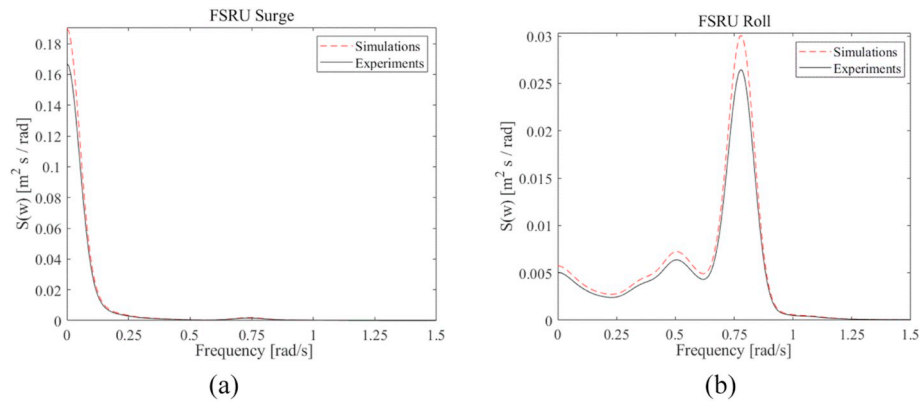 FSRU Surge
0.18
0.16
0.14
0.12
0.1
0.08
0.06
0.04
0.02
0
S(w) [m² s / rad]
Simulations
Experiments
0
0.25
0.5
0.75
1
1.25
1.5
Frequency [rad/s]
(a)
FSRU Roll
0.03
0.025
0.02
0.015
0.01
0.005
0
S(w) [m² s / rad]
Simulations
Experiments
0
0.25
0.5
0.75
1
1.25
1.5
Frequency [rad/s]
(b)